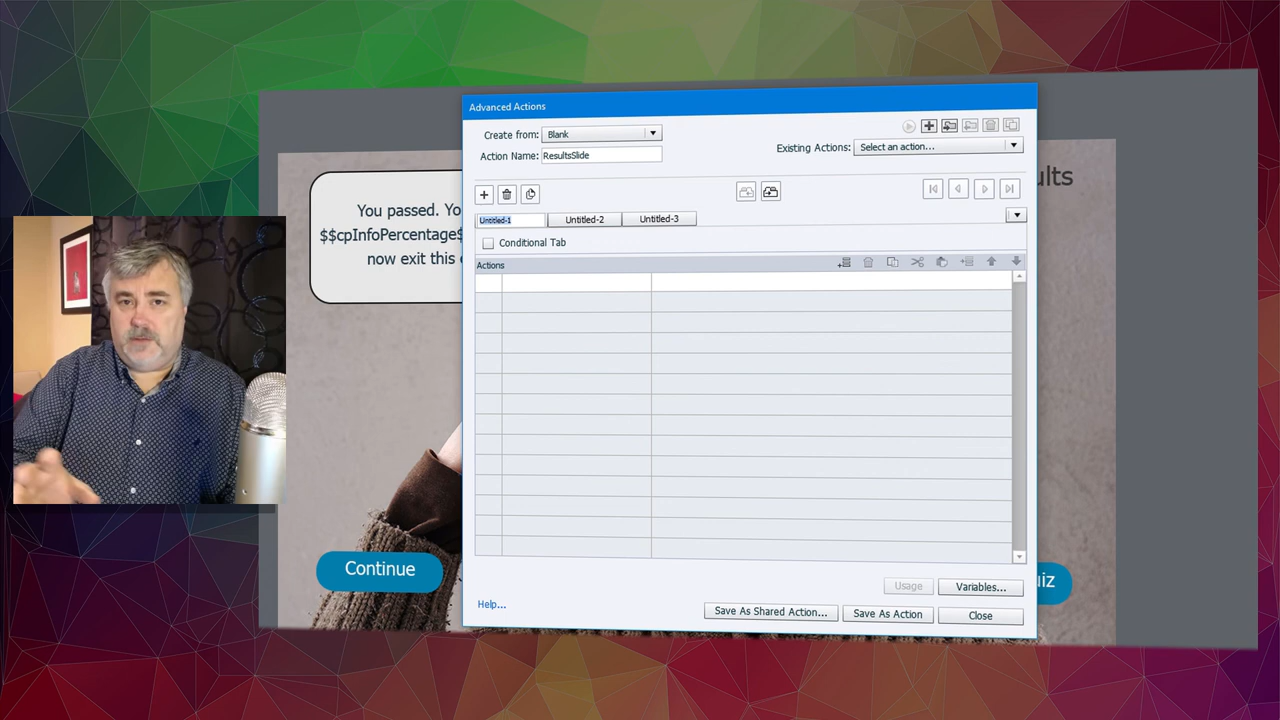 Advanced Actions
Create from: Blank
Action Name: ResultsSlide
Existing Actions: Select an action...
Untitled-1 Untitled-2 Untitled-3
Conditional Tab
Actions
Usage Variables...
Help... Save As Shared Action... Save As Action Close
You passed. Yo
$$cpInfoPercentage$
now exit this
Continue
ults
uiz